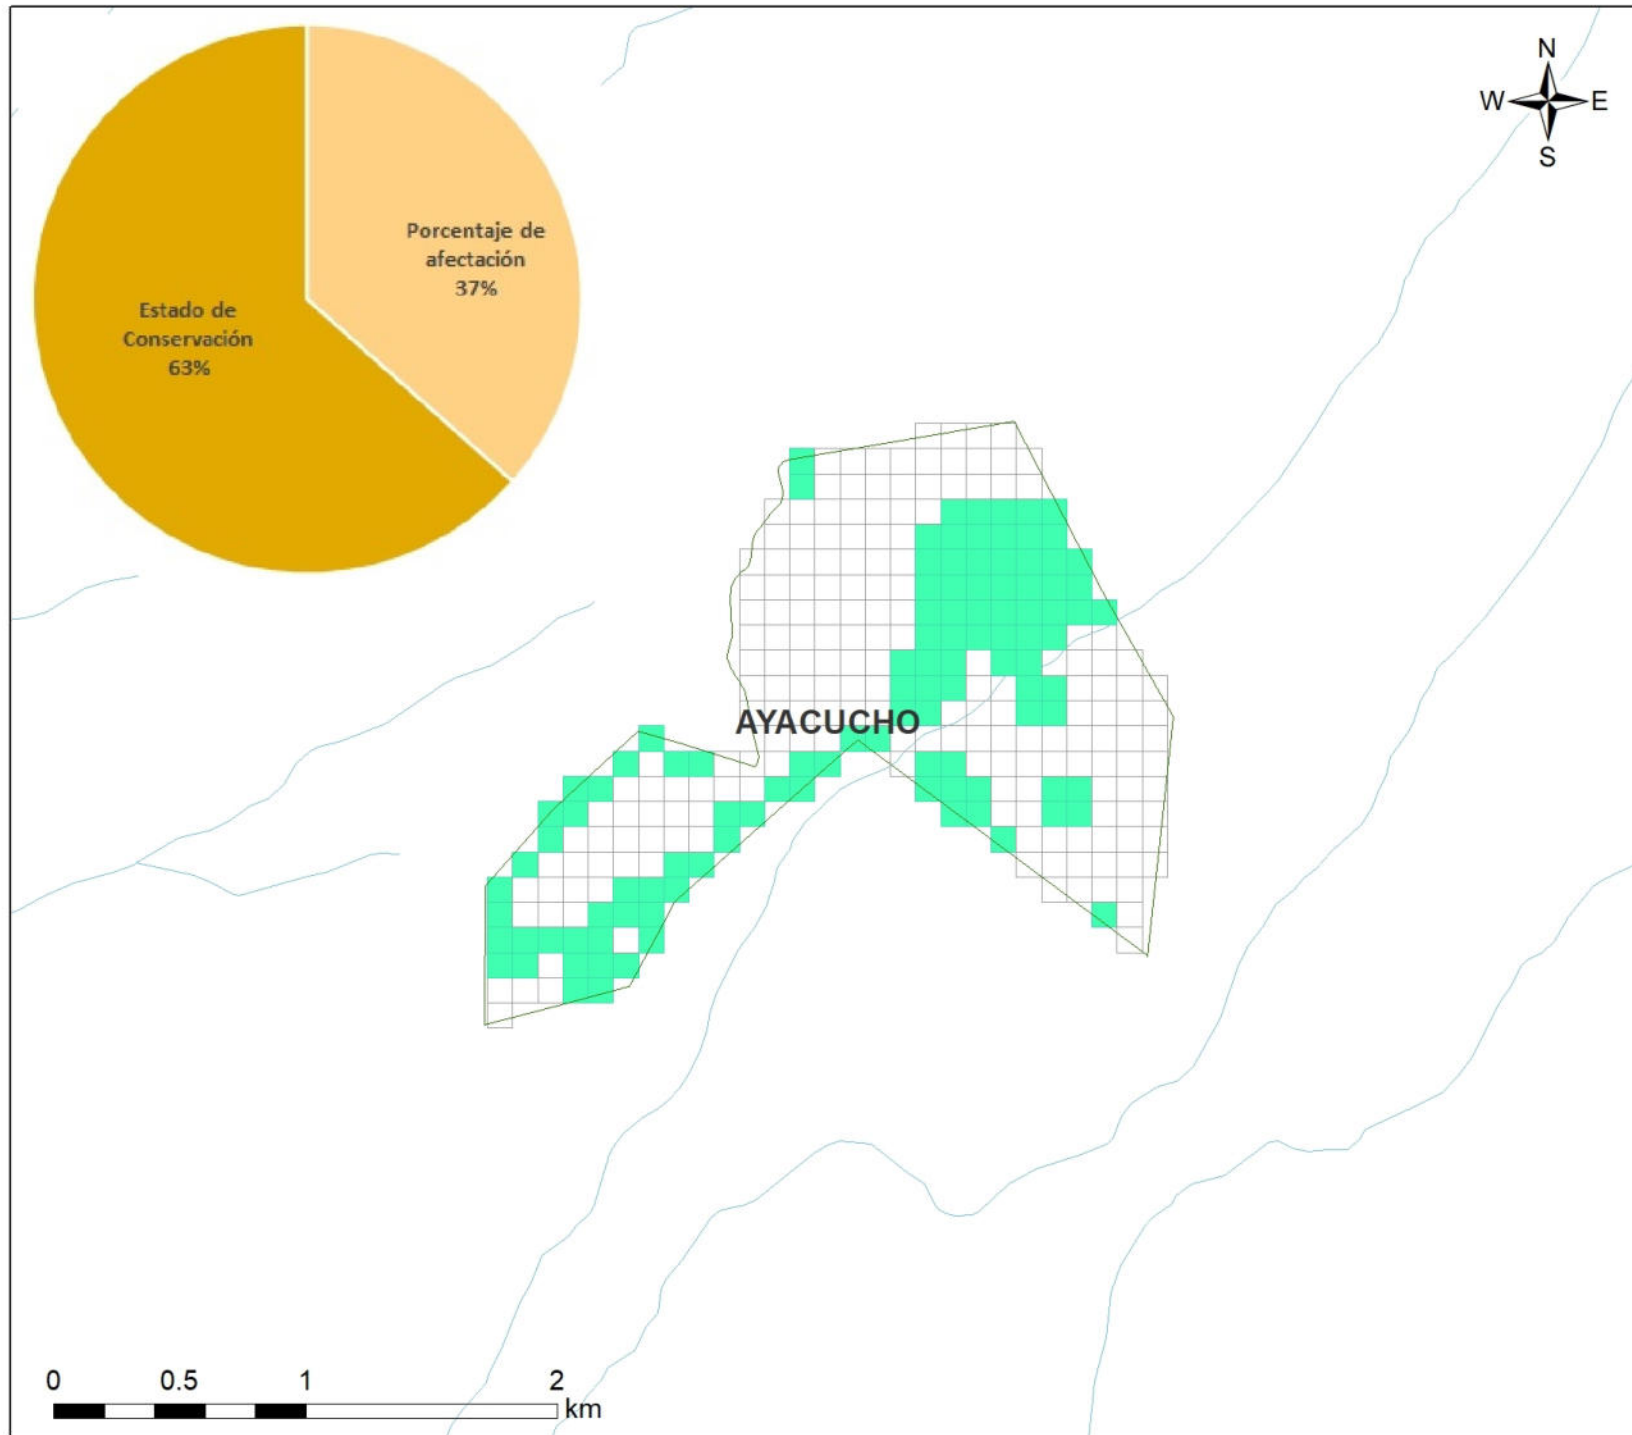 Porcentaje de
afectación
37%
Estado de
Conservación
63%
N
W
E
S
AYACUCHO
0
0.5
1
2
km